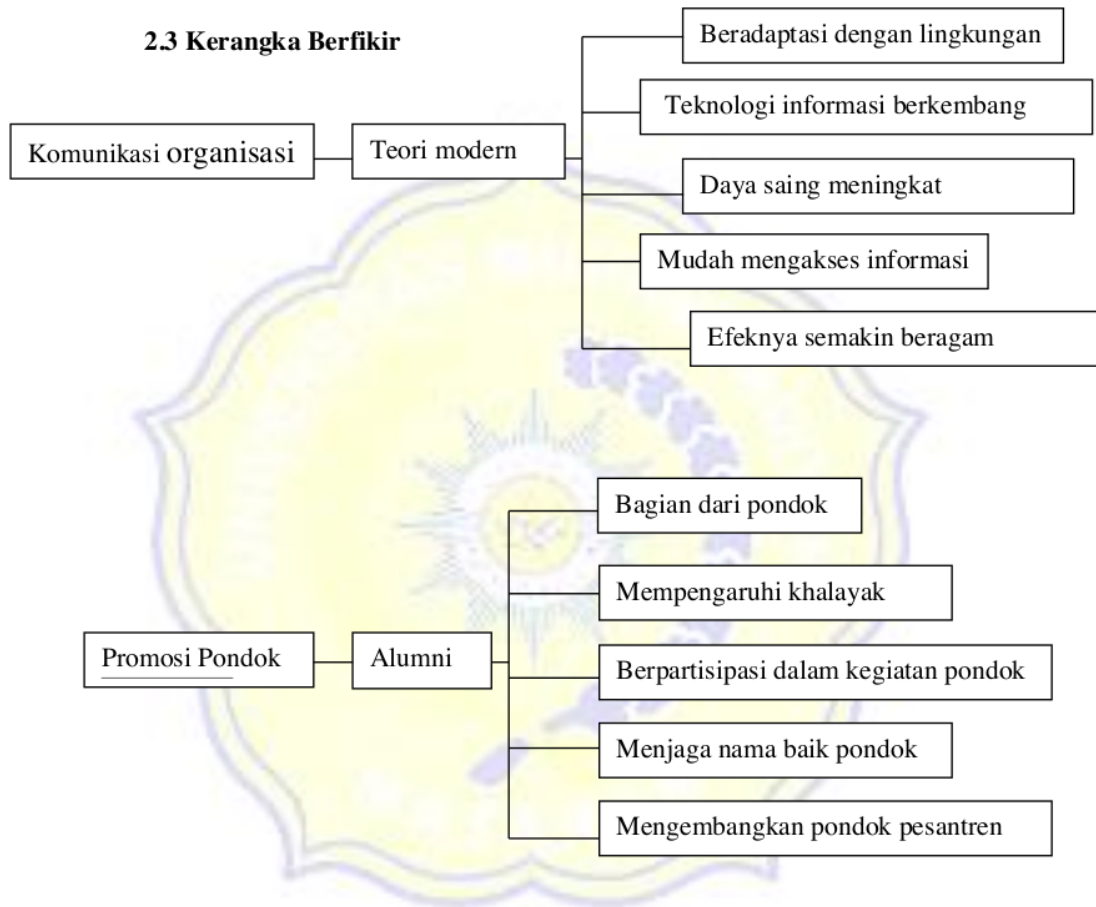 2.3 Kerangka Berfikir
Beradaptasi dengan lingkungan
Teknologi informasi berkembang
Komunikasi organisasi
Teori modern
Daya saing meningkat
Mudah mengakses informasi
Efeknya semakin beragam
Bagian dari pondok
Mempengaruhi khalayak
Promosi Pondok
Alumni
Berpartisipasi dalam kegiatan pondok
Menjaga nama baik pondok
Mengembangkan pondok pesantren